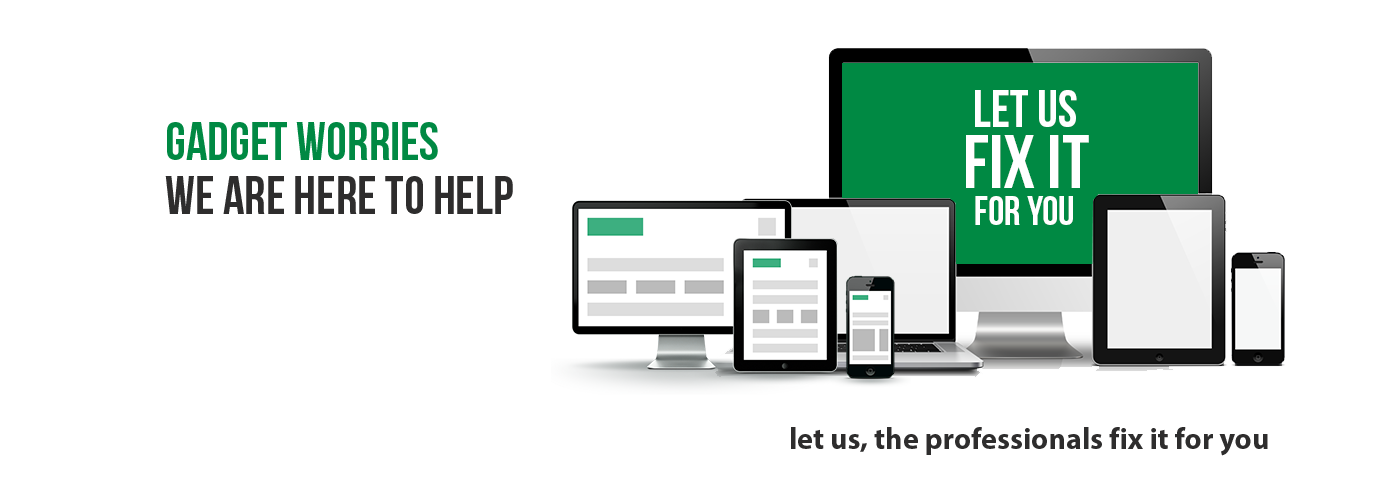 GADGET WORRIES
WE ARE HERE TO HELP
LET US
FIX IT
FOR YOU
let us, the professionals fix it for you